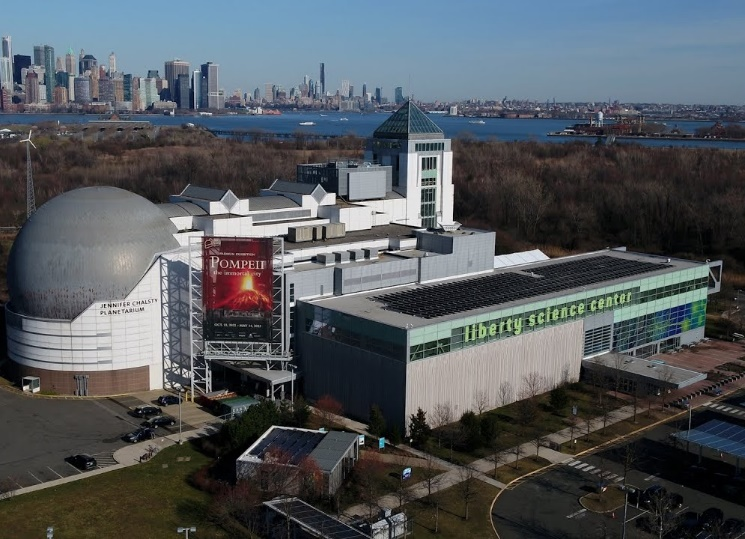 POMPEII
the immortal city
JENNIFER CHALSTY
PLANETARIUM
liberty science center